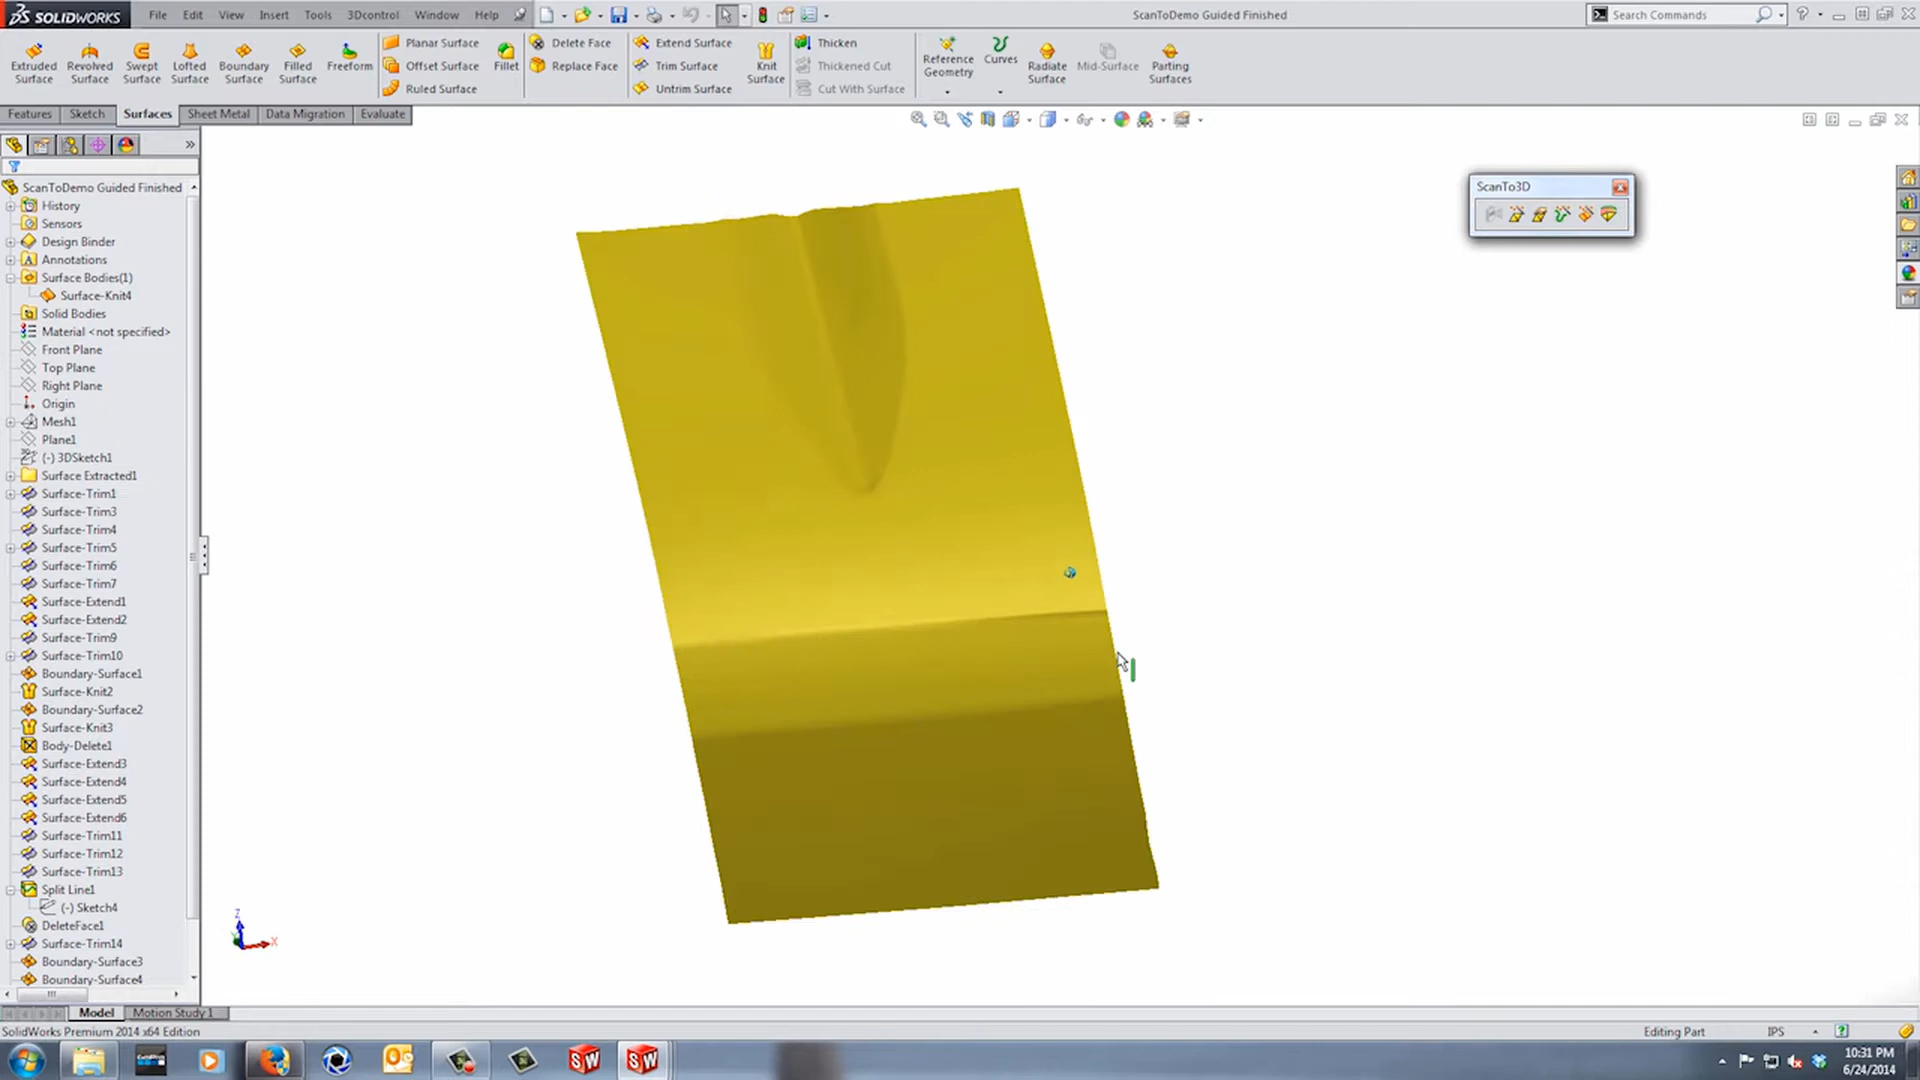 SOLIDWORKS File Edit View Insert Tools 3Dcontrol Window Help ScanToDemo Guided Finished Search Commands
Extruded Surface
Revolved Surface
Swept Surface
Lofted Surface
Boundary Surface
Filled Surface
Freeform
Planar Surface
Offset Surface
Ruled Surface
Fillet
Delete Face
Replace Face
Extend Surface
Trim Surface
Untrim Surface
Knit Surface
Thicken
Thickened Cut
Cut With Surface
Reference Geometry
Curves
Radiate Surface
Mid-Surface
Parting Surfaces
Features Sketch Surfaces Sheet Metal Data Migration Evaluate
ScanToDemo Guided Finished
History
Sensors
Design Binder
Annotations
Surface Bodies(1)
Surface-Knit4
Solid Bodies
Material <not specified>
Front Plane
Top Plane
Right Plane
Origin
Mesh1
Plane1
(-) 3DSketch1
Surface Extracted1
Surface-Trim1
Surface-Trim3
Surface-Trim4
Surface-Trim5
Surface-Trim6
Surface-Trim7
Surface-Extend1
Surface-Extend2
Surface-Trim9
Surface-Trim10
Boundary-Surface1
Surface-Knit2
Boundary-Surface2
Surface-Knit3
Body-Delete1
Surface-Extend3
Surface-Extend4
Surface-Extend5
Surface-Extend6
Surface-Trim11
Surface-Trim12
Surface-Trim13
Split Line1
(-) Sketch4
DeleteFace1
Surface-Trim14
Boundary-Surface3
Boundary-Surface4
ScanTo3D
Z
X
Model Motion Study 1
SolidWorks Premium 2014 x64 Edition Editing Part IPS
SW SW
10:31 PM
6/24/2014